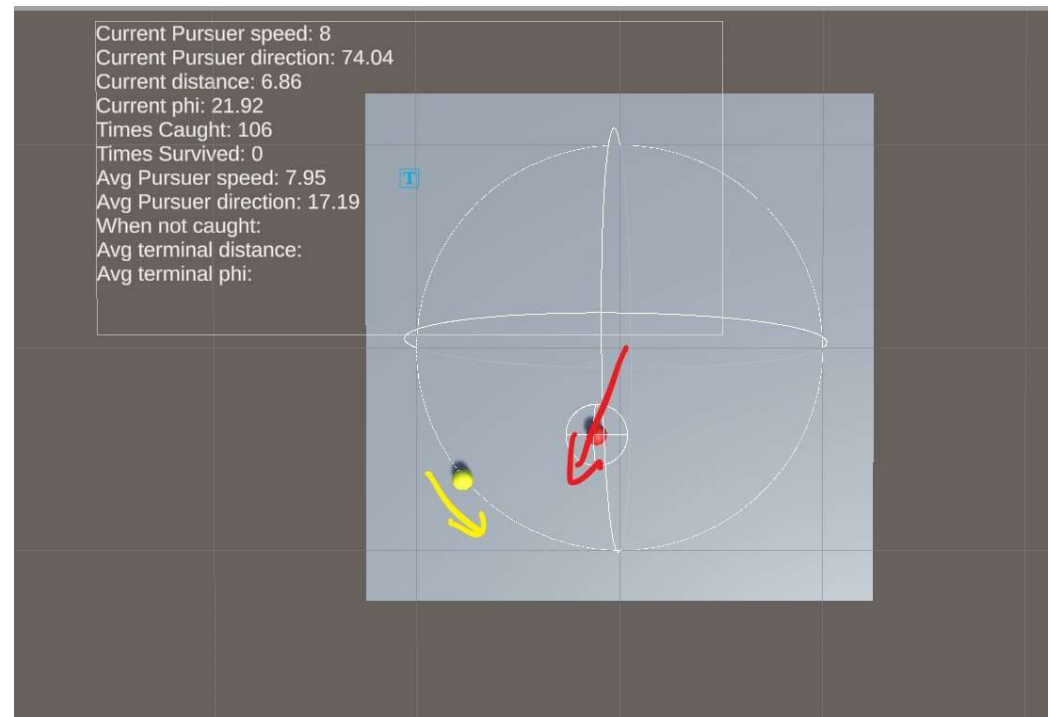 Current Pursuer speed: 8
Current Pursuer direction: 74.04
Current distance: 6.86
Current phi: 21.92
Times Caught: 106
Times Survived: 0
Avg Pursuer speed: 7.95
Avg Pursuer direction: 17.19
When not caught:
Avg terminal distance:
Avg terminal phi:
T